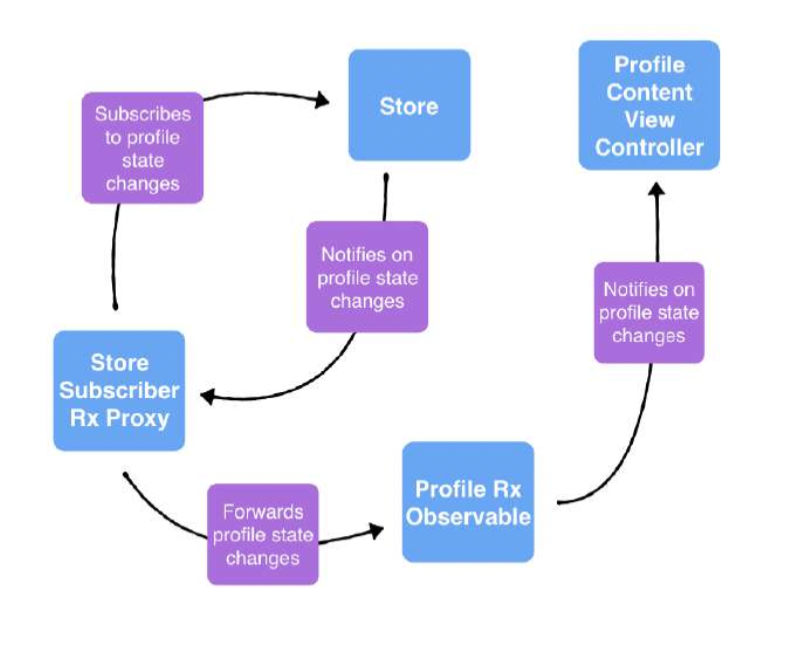 Subscribes
to profile
state
changes
Store
Profile
Content
View
Controller
Notifies on
profile state
changes
Notifies on
profile state
changes
Store
Subscriber
Rx Proxy
Profile Rx
Observable
Forwards
profile state
changes